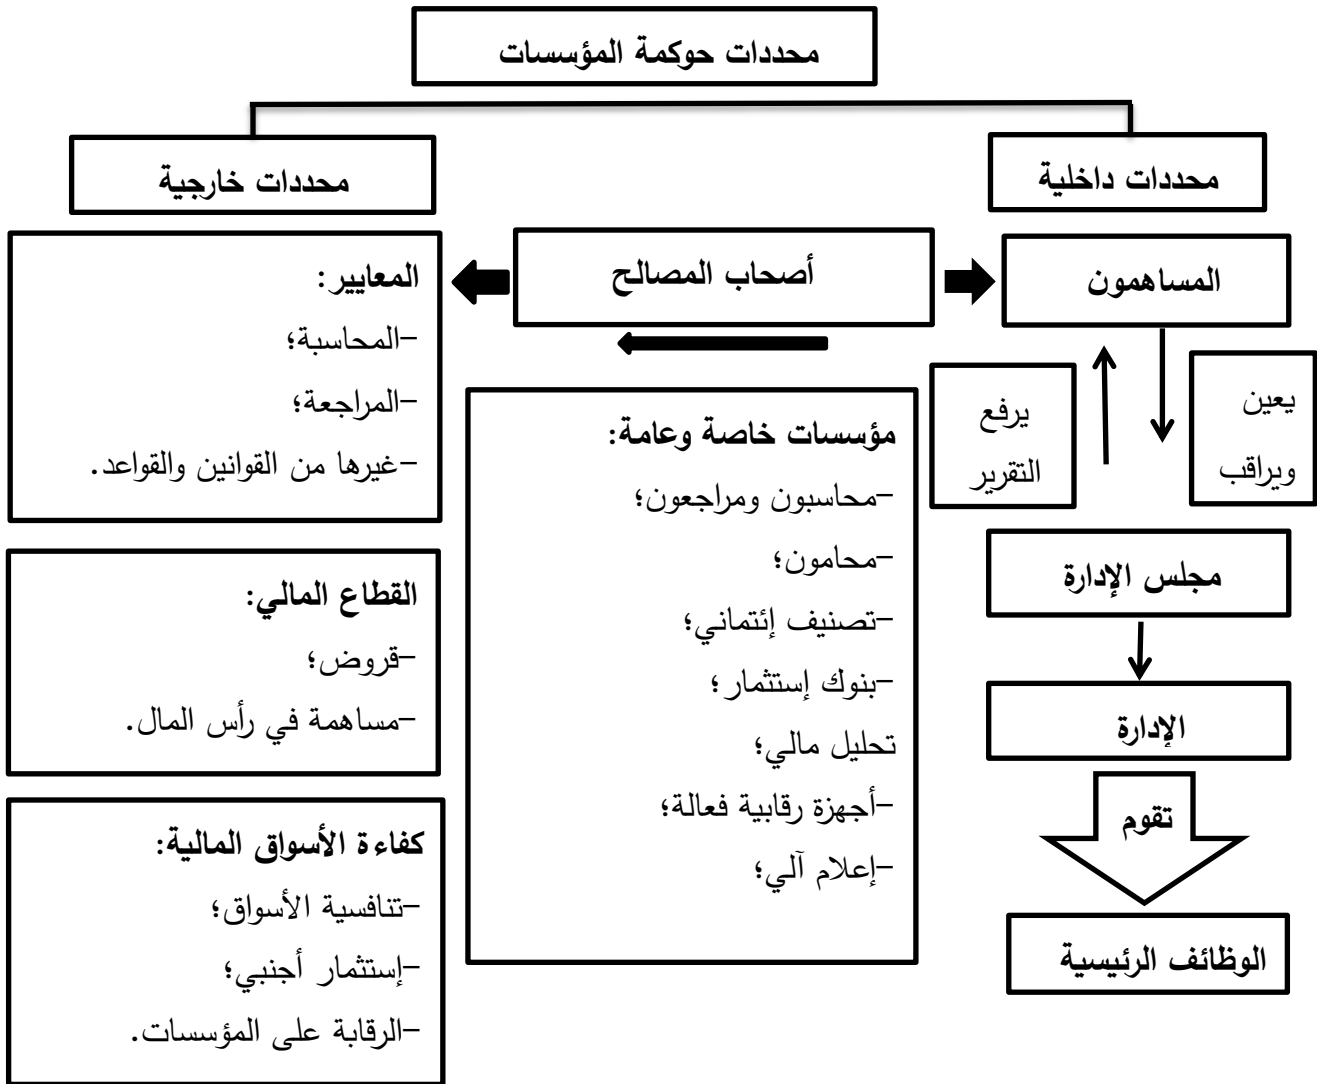 محددات حوكمة المؤسسات
محددات داخلية
محددات خارجية
المساهمون
أصحاب المصالح
يعين
ويراقب
يرفع
التقرير
مجلس الإدارة
الإدارة
تقوم
الوظائف الرئيسية
مؤسسات خاصة وعامة:
-محاسبون ومراجعون؛
-محامون؛
-تصنيف إئتماني؛
-بنوك إستثمار؛
تحليل مالي؛
-أجهزة رقابية فعالة؛
-إعلام آلي؛
المعايير:
-المحاسبة؛
-المراجعة؛
-غيرها من القوانين والقواعد.
القطاع المالي:
-قروض؛
-مساهمة في رأس المال.
كفاءة الأسواق المالية:
-تنافسية الأسواق؛
-إستثمار أجنبي؛
-الرقابة على المؤسسات.